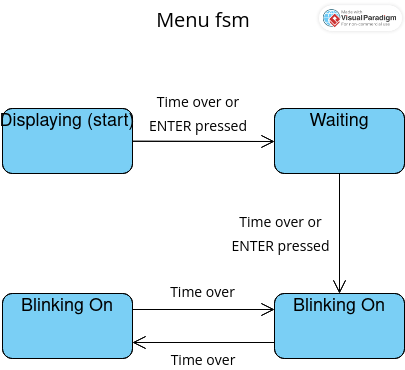 Menu fsm
Made with
Visual Paradigm
For non-commercial use
Displaying (start)
Time over or
ENTER pressed
Waiting
Time over or
ENTER pressed
Blinking On
Time over
Blinking On
Time over